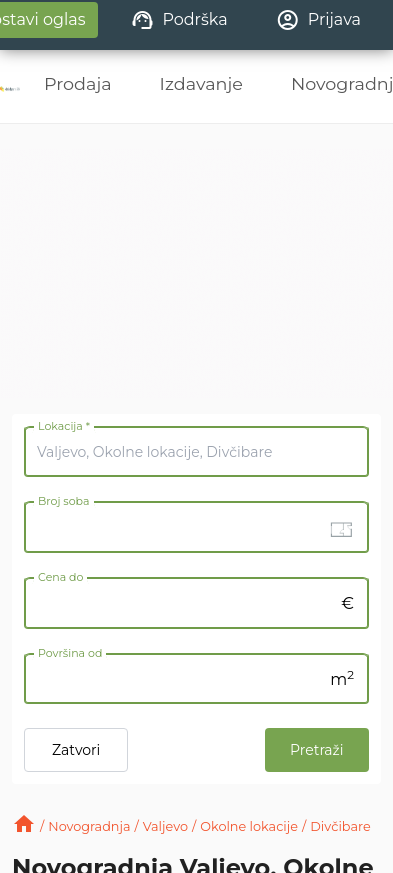 ostavi oglas
Podrška
Prijava
Prodaja
Izdavanje
Novogradnj
Lokacija *
Valjevo, Okolne lokacije, Divčibare
Broj soba
Cena do
€
Površina od
m²
Zatvori
Pretraži
/ Novogradnja / Valjevo / Okolne lokacije / Divčibare
Novogradnja Valjevo, Okolne